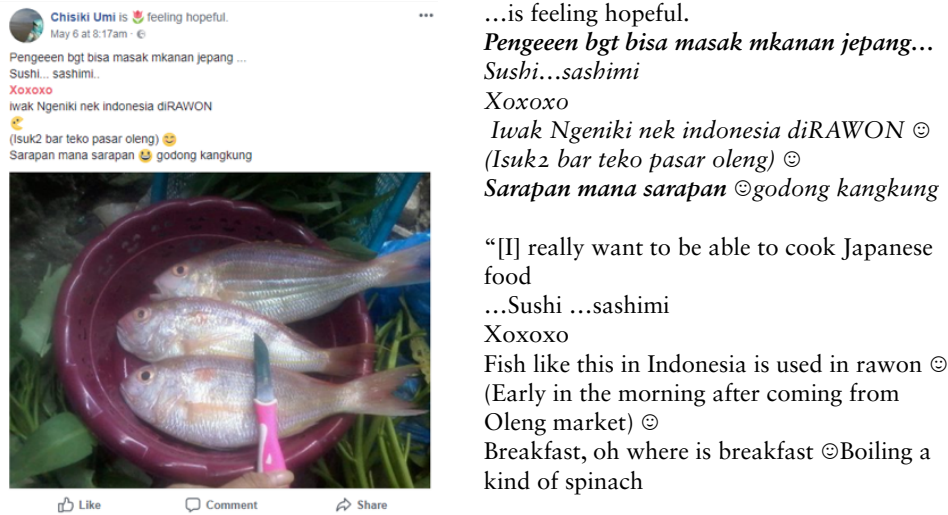 Chisiki Umi is 🌷 feeling hopeful.
May 6 at 8:17am ·
Pengeeen bgt bisa masak mkanan jepang ...
Sushi... sashimi..
Xoxoxo
iwak Ngeniki nek indonesia diRAWON
(Isuk2 bar teko pasar oleng) 😊
Sarapan mana sarapan 😀 godong kangkung
Like Comment Share
…is feeling hopeful.
Pengeeen bgt bisa masak mkanan jepang…
Sushi…sashimi
Xoxoxo
Iwak Ngeniki nek indonesia diRAWON ☺
(Isuk2 bar teko pasar oleng) ☺
Sarapan mana sarapan ☺godong kangkung
“[I] really want to be able to cook Japanese
food
…Sushi …sashimi
Xoxoxo
Fish like this in Indonesia is used in rawon ☺
(Early in the morning after coming from
Oleng market) ☺
Breakfast, oh where is breakfast ☺Boiling a
kind of spinach